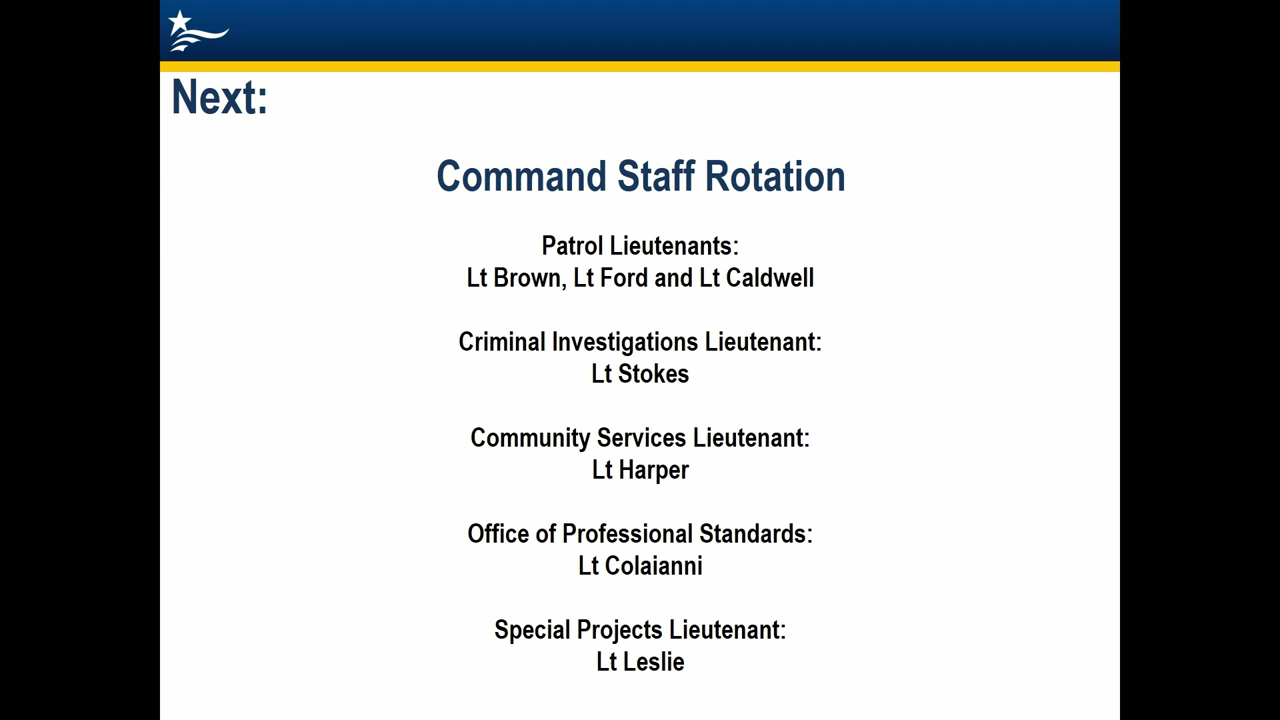 Next:
Command Staff Rotation
Patrol Lieutenants:
Lt Brown, Lt Ford and Lt Caldwell
Criminal Investigations Lieutenant:
Lt Stokes
Community Services Lieutenant:
Lt Harper
Office of Professional Standards:
Lt Colaianni
Special Projects Lieutenant:
Lt Leslie